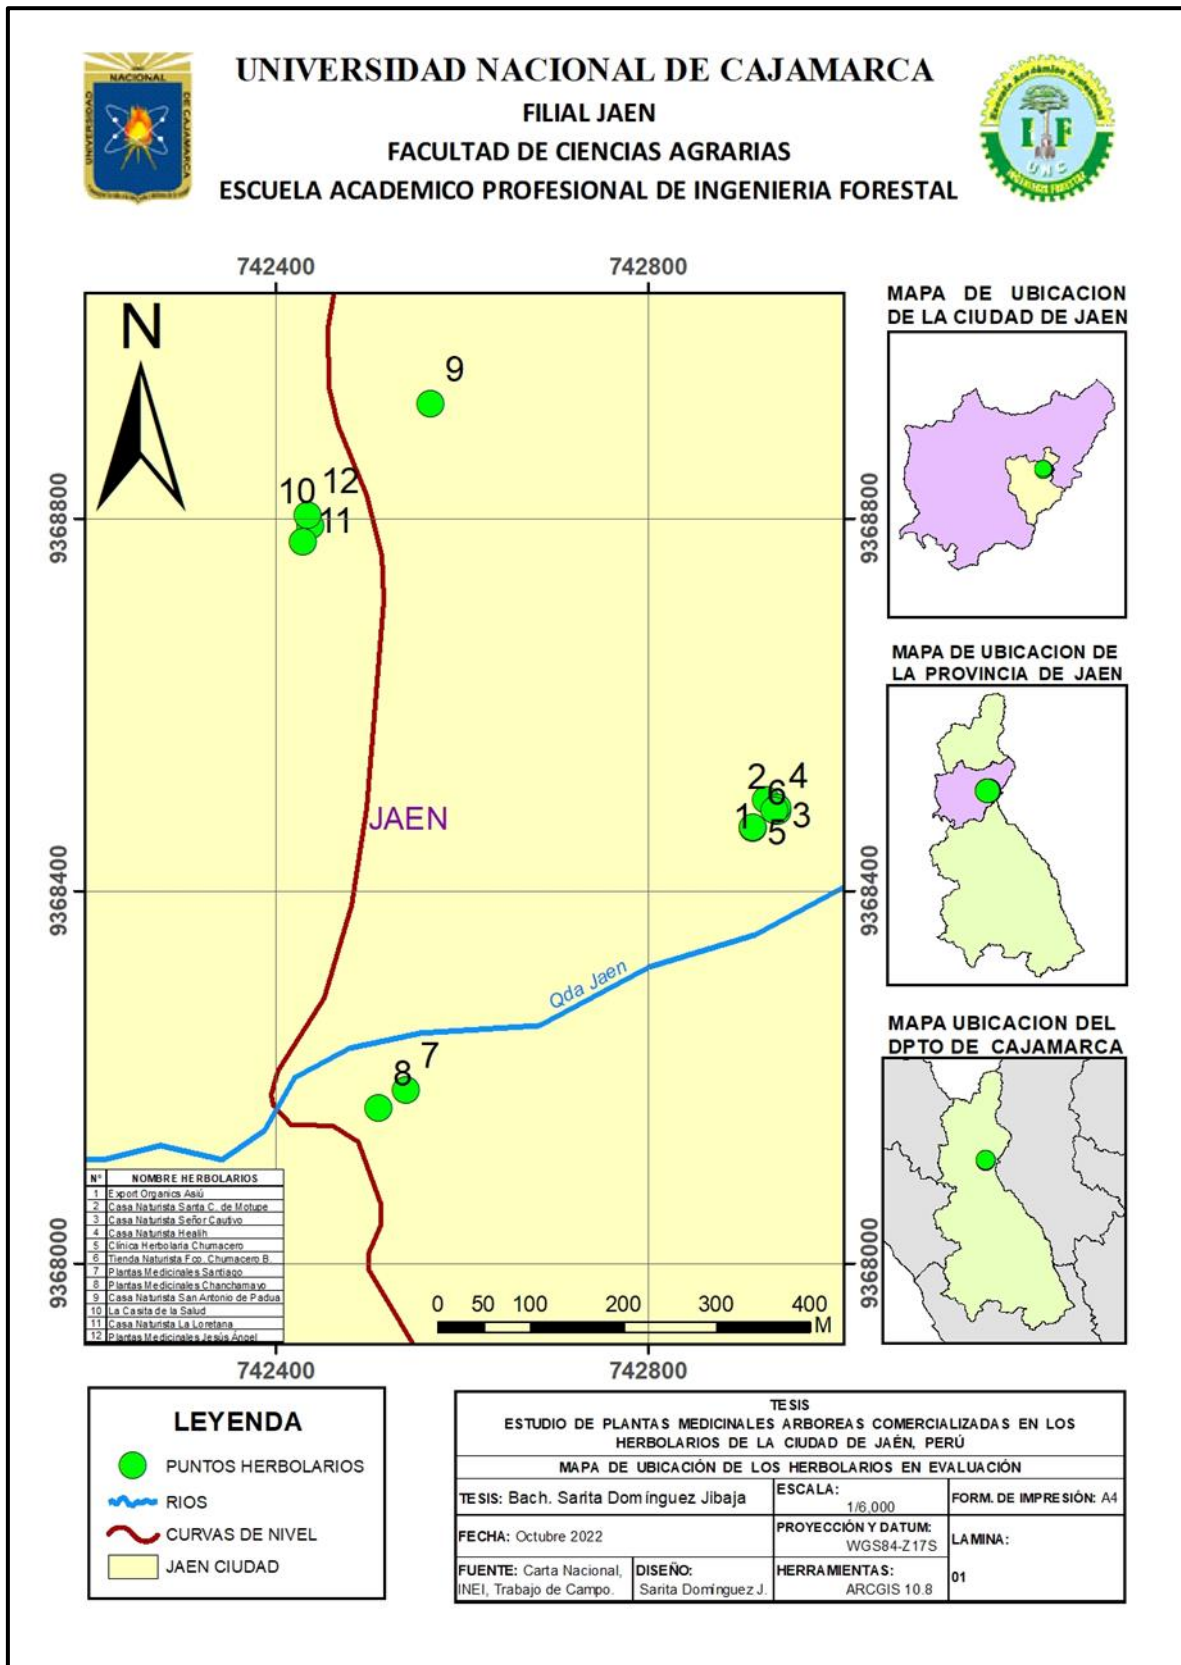 UNIVERSIDAD NACIONAL DE CAJAMARCA
FILIAL JAEN
FACULTAD DE CIENCIAS AGRARIAS
ESCUELA ACADEMICO PROFESIONAL DE INGENIERIA FORESTAL
NACIONAL
UNIVERSIDAD
DE CAJAMARCA
Escuela Académico Profesional
I F
UNC
INGENIERIA FORESTAL
742400
742800
N
9
10
12
11
9368800
9368800
2
4
6
1
3
5
JAEN
9368400
9368400
Qda Jaen
7
8
9368000
9368000
N° NOMBRE HERBOLARIOS
1 Export Organics Asiú
2 Casa Naturista Santa C. de Motupe
3 Casa Naturista Señor Cautivo
4 Casa Naturista Health
5 Clínica Herbolaria Chumacero
6 Tienda Naturista Fco. Chumacero B.
7 Plantas Medicinales Santiago
8 Plantas Medicinales Chanchamayo
9 Casa Naturista San Antonio de Padua
10 La Casita de la Salud
11 Casa Naturista La Loretana
12 Plantas Medicinales Jesús Ángel
0 50 100 200 300 400
M
742400
742800
MAPA DE UBICACION
DE LA CIUDAD DE JAEN
MAPA DE UBICACION DE
LA PROVINCIA DE JAEN
MAPA UBICACION DEL
DPTO DE CAJAMARCA
LEYENDA
PUNTOS HERBOLARIOS
RIOS
CURVAS DE NIVEL
JAEN CIUDAD
TESIS
ESTUDIO DE PLANTAS MEDICINALES ARBOREAS COMERCIALIZADAS EN LOS
HERBOLARIOS DE LA CIUDAD DE JAÉN, PERÚ
MAPA DE UBICACIÓN DE LOS HERBOLARIOS EN EVALUACIÓN
TESIS: Bach. Sarita Domínguez Jibaja
ESCALA:
1/6,000
FORM. DE IMPRESIÓN: A4
FECHA: Octubre 2022
PROYECCIÓN Y DATUM:
WGS84-Z17S
LAMINA:
01
FUENTE: Carta Nacional,
INEI, Trabajo de Campo.
DISEÑO:
Sarita Domínguez J.
HERRAMIENTAS:
ARCGIS 10.8